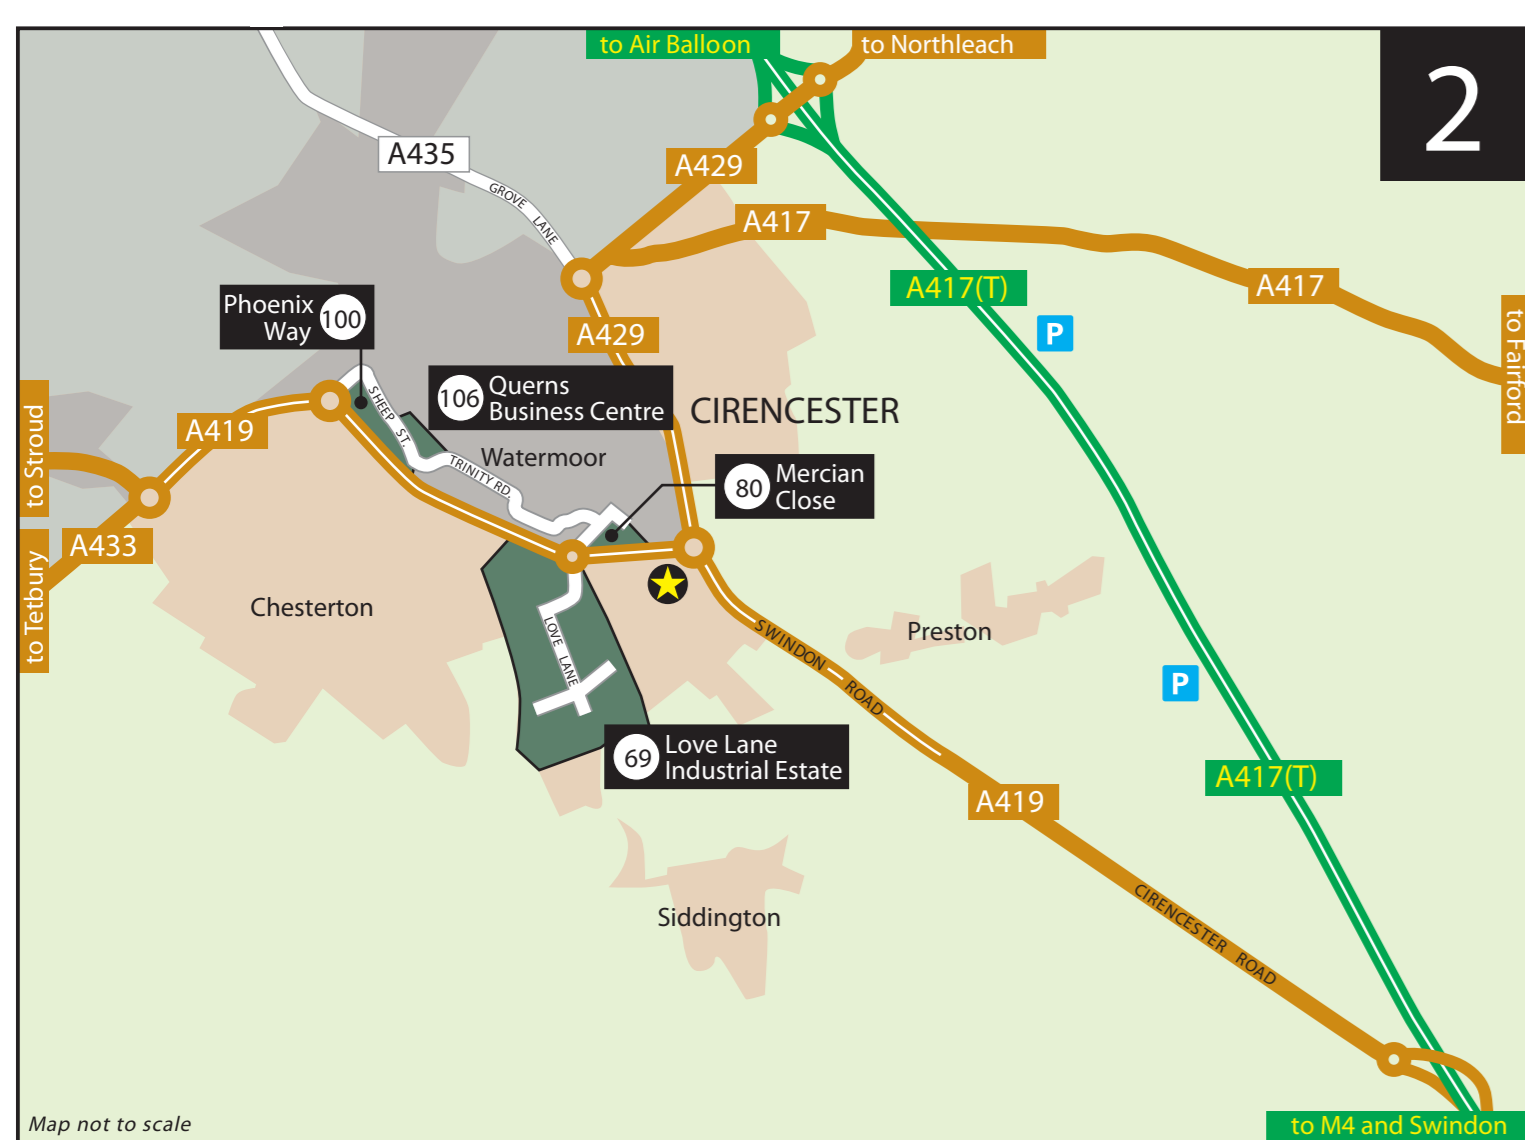 to Air Balloon
to Northleach
2
A435
A429
GROVE LANE
A417
A417(T)
A417
to Fairford
Phoenix
Way 100
A429
P
106 Querns
Business Centre
CIRENCESTER
SHEEP ST.
A419
to Stroud
Watermoor
TRINITY RD.
80 Mercian
Close
A433
to Tetbury
Chesterton
LOVE LANE
SWINDON ROAD
Preston
P
69 Love Lane
Industrial Estate
A417(T)
A419
Siddington
CIRENCESTER ROAD
Map not to scale
to M4 and Swindon